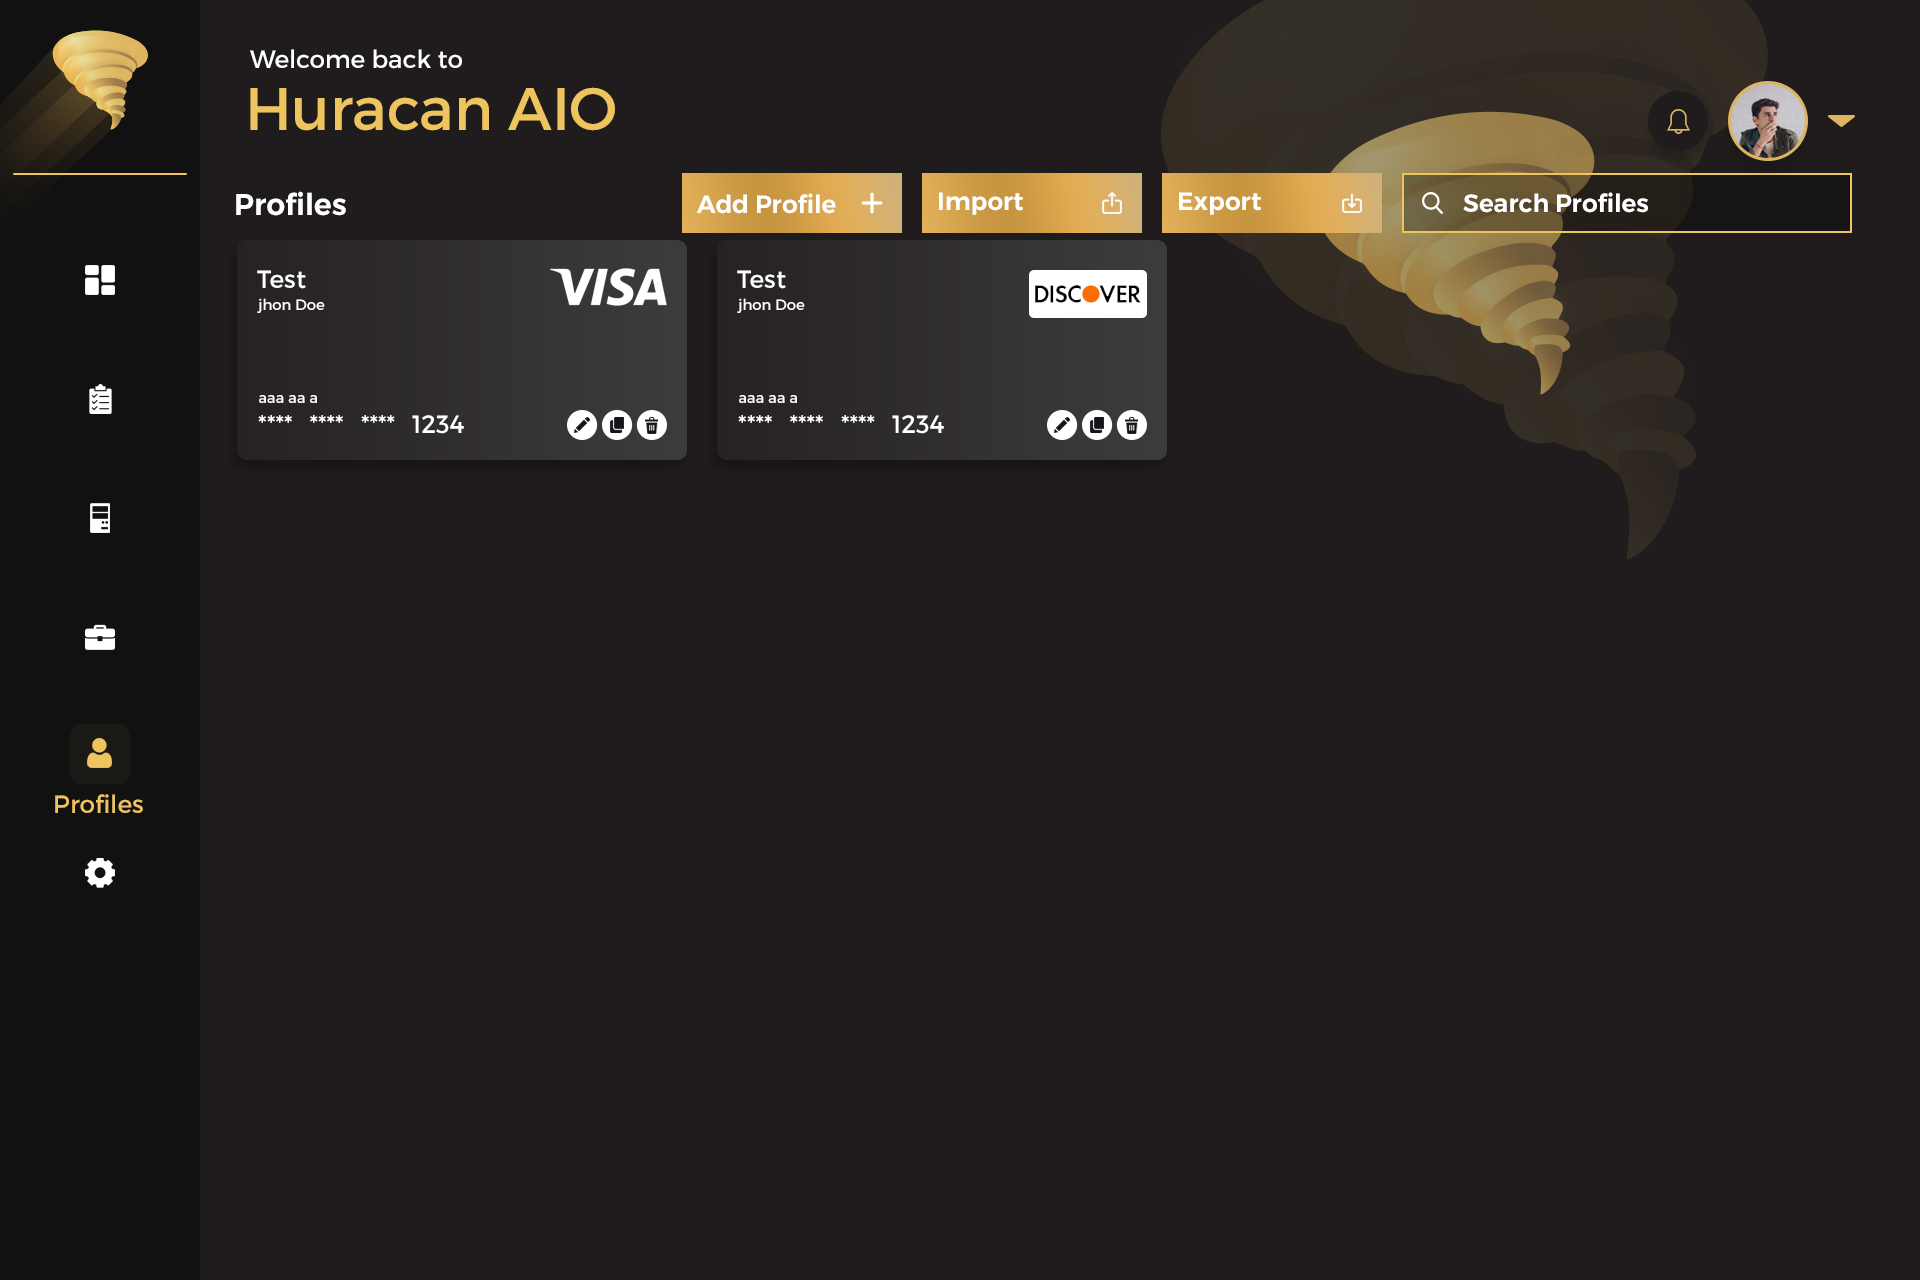 Welcome back to
Huracan AIO
Profiles
Add Profile
Import
Export
Search Profiles
Test
jhon Doe
VISA
aaa aa a
**** **** **** 1234
Test
jhon Doe
DISCOVER
aaa aa a
**** **** **** 1234
Profiles